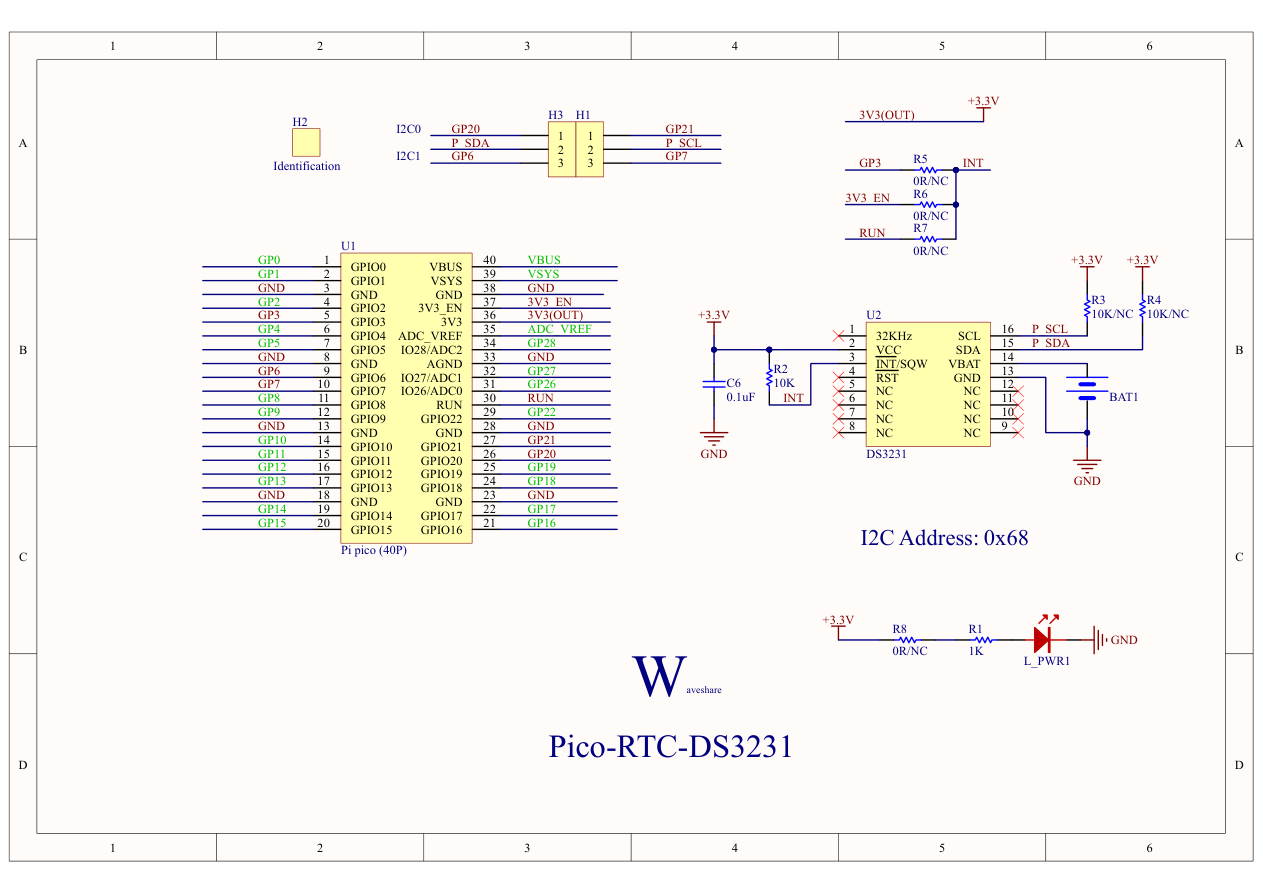 1 2 3 4 5 6
A A
B B
C C
D D
H2
Identification
H3 H1
I2C0 GP20 1 1 GP21
P_SDA 2 2 P_SCL
I2C1 GP6 3 3 GP7
+3.3V
3V3(OUT)
GP3 R5 INT
0R/NC
3V3_EN R6
0R/NC
RUN R7
0R/NC
U1
GP0 1 GPIO0 VBUS 40 VBUS
GP1 2 GPIO1 VSYS 39 VSYS
GND 3 GND GND 38 GND
GP2 4 GPIO2 3V3_EN 37 3V3_EN
GP3 5 GPIO3 3V3 36 3V3(OUT)
GP4 6 GPIO4 ADC_VREF 35 ADC_VREF
GP5 7 GPIO5 IO28/ADC2 34 GP28
GND 8 GND AGND 33 GND
GP6 9 GPIO6 IO27/ADC1 32 GP27
GP7 10 GPIO7 IO26/ADC0 31 GP26
GP8 11 GPIO8 RUN 30 RUN
GP9 12 GPIO9 GPIO22 29 GP22
GND 13 GND GND 28 GND
GP10 14 GPIO10 GPIO21 27 GP21
GP11 15 GPIO11 GPIO20 26 GP20
GP12 16 GPIO12 GPIO19 25 GP19
GP13 17 GPIO13 GPIO18 24 GP18
GND 18 GND GND 23 GND
GP14 19 GPIO14 GPIO17 22 GP17
GP15 20 GPIO15 GPIO16 21 GP16
Pi pico (40P)
+3.3V
C6
0.1uF
GND
R2
10K
INT
U2
1 32KHz SCL 16 P_SCL
2 VCC SDA 15 P_SDA
3 INT/SQW VBAT 14
4 RST GND 13
5 NC NC 12
6 NC NC 11
7 NC NC 10
8 NC NC 9
DS3231
+3.3V +3.3V
R3 R4
10K/NC 10K/NC
BAT1
GND
I2C Address: 0x68
+3.3V
R8 R1
0R/NC 1K
L_PWR1
GND
Waveshare
Pico-RTC-DS3231
1 2 3 4 5 6